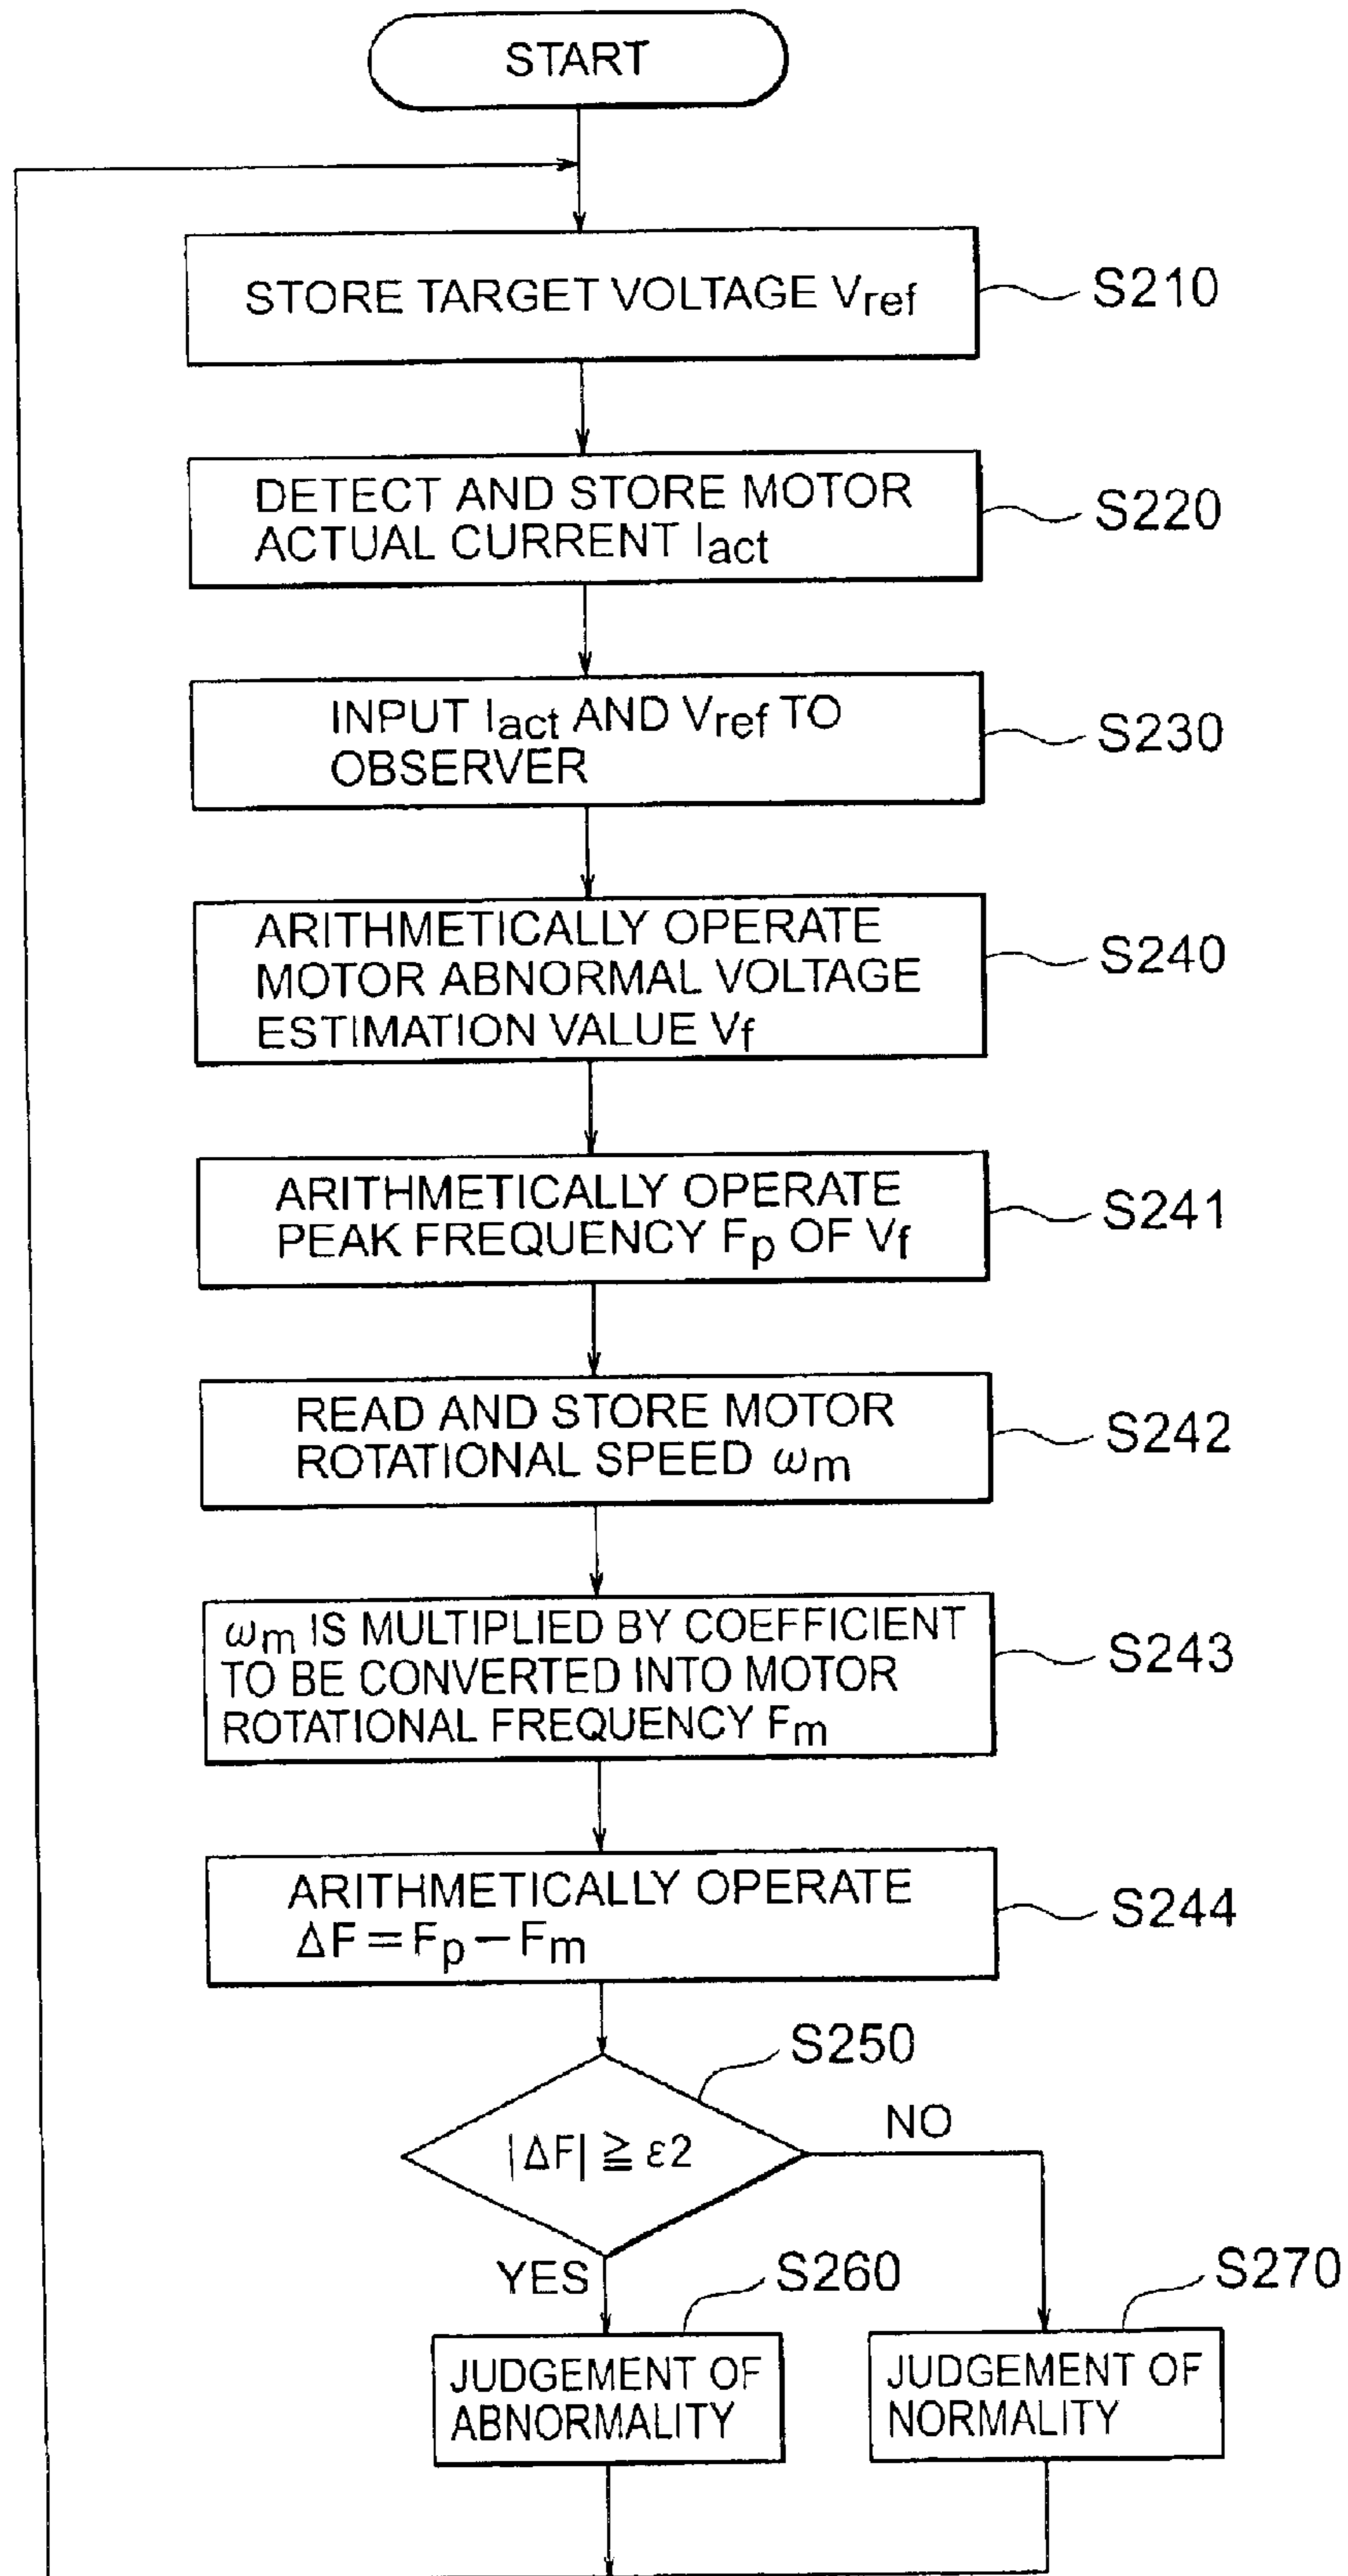 START
STORE TARGET VOLTAGE Vref
S210
DETECT AND STORE MOTOR
ACTUAL CURRENT Iact
S220
INPUT Iact AND Vref TO
OBSERVER
S230
ARITHMETICALLY OPERATE
MOTOR ABNORMAL VOLTAGE
ESTIMATION VALUE Vf
S240
ARITHMETICALLY OPERATE
PEAK FREQUENCY Fp OF Vf
S241
READ AND STORE MOTOR
ROTATIONAL SPEED ωm
S242
ωm IS MULTIPLIED BY COEFFICIENT
TO BE CONVERTED INTO MOTOR
ROTATIONAL FREQUENCY Fm
S243
ARITHMETICALLY OPERATE
ΔF=Fp−Fm
S244
S250
|ΔF| ≧ ε2
NO
YES
S260
S270
JUDGEMENT OF
ABNORMALITY
JUDGEMENT OF
NORMALITY